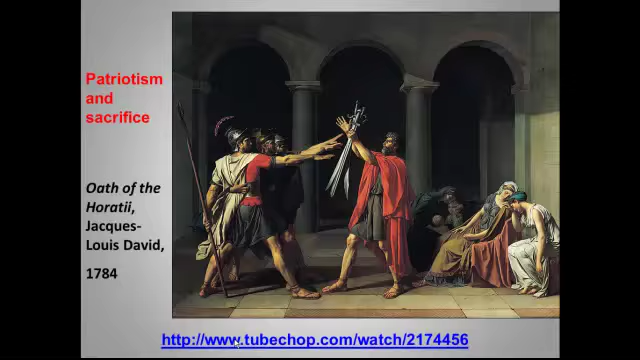 Patriotism
and
sacrifice
Oath of the
Horatii,
Jacques-
Louis David,
1784
http://www.tubechop.com/watch/2174456